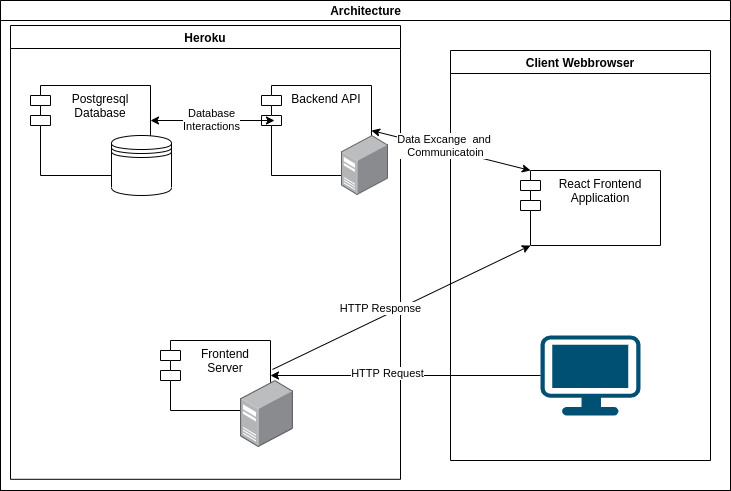 Architecture
Heroku
Client Webbrowser
Postgresql
Database
Database
Interactions
Backend API
Data Excange and
Communicatoin
React Frontend
Application
HTTP Response
Frontend
Server
HTTP Request